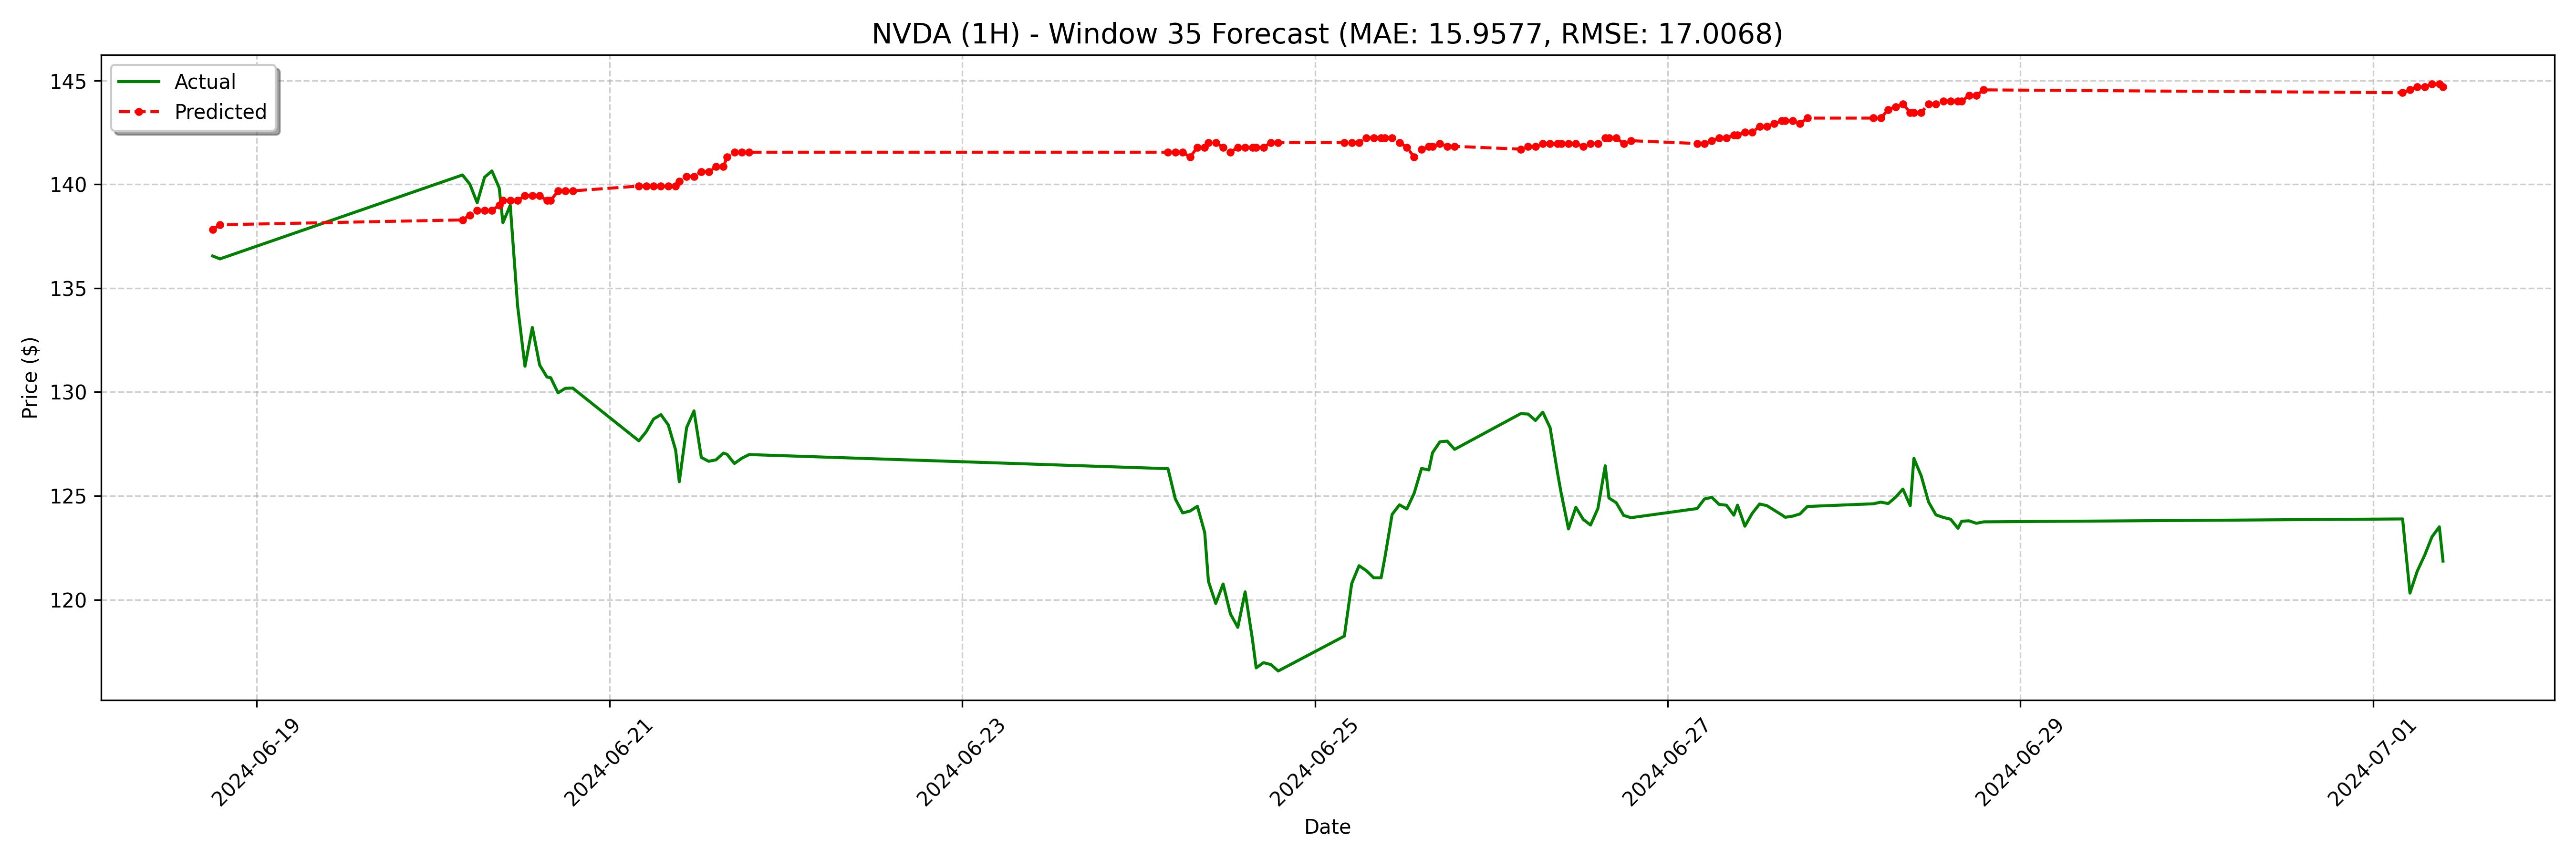 NVDA (1H) - Window 35 Forecast (MAE: 15.9577, RMSE: 17.0068)
Actual
Predicted
Price ($)
145
140
135
130
125
120
2024-06-19
2024-06-21
2024-06-23
2024-06-25
2024-06-27
2024-06-29
2024-07-01
Date